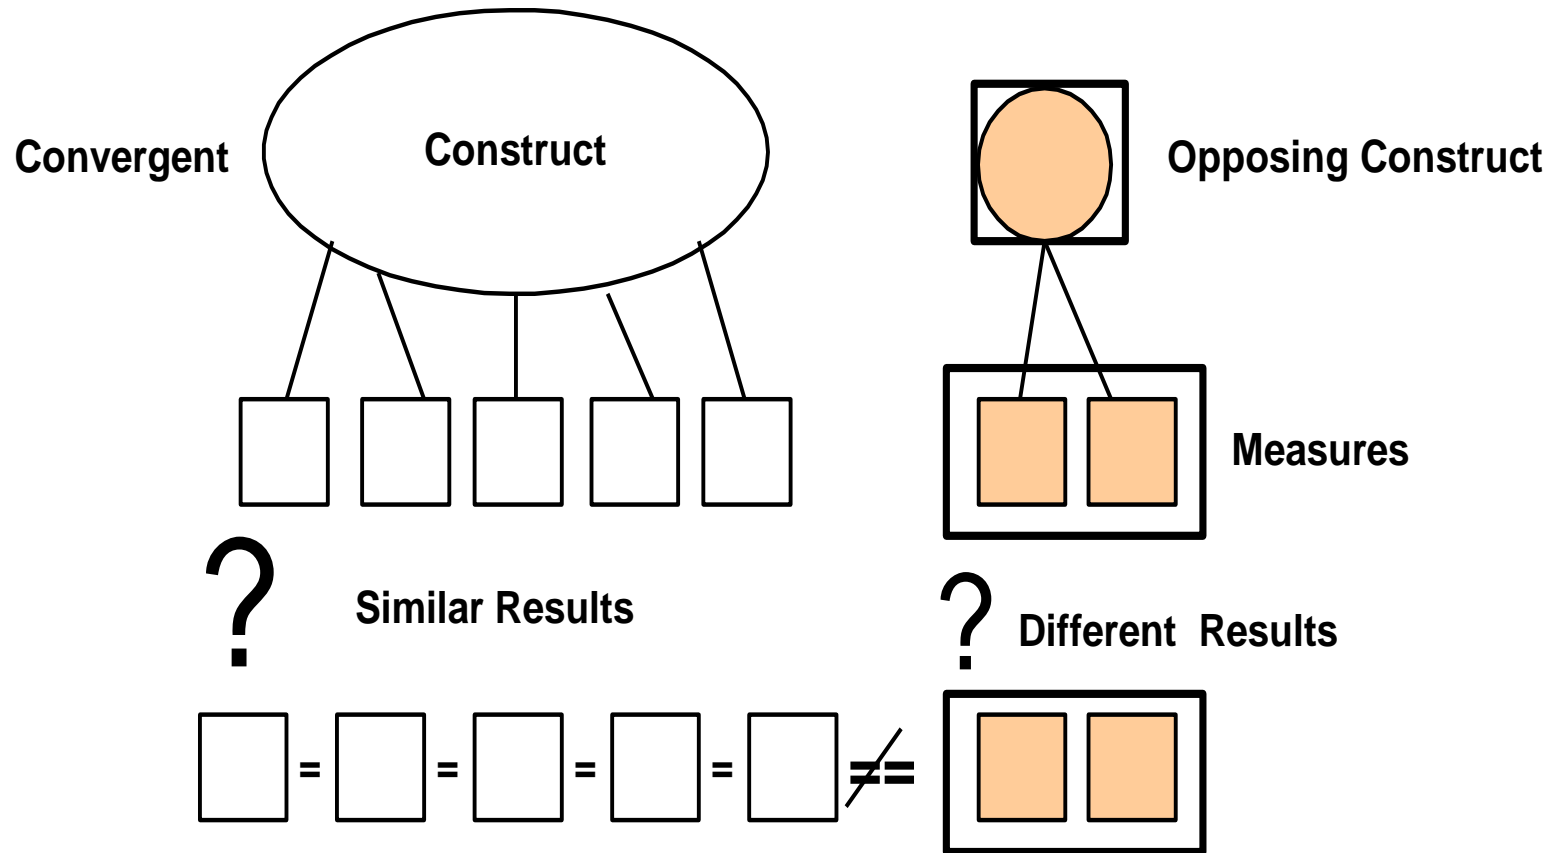 Construct
Convergent
Opposing Construct
Measures
?
Similar Results
?
Different  Results
= = = = ≠=